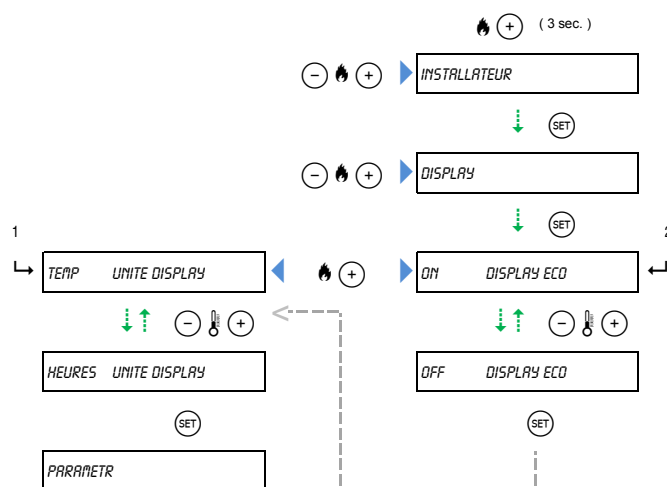 ( 3 sec. )
INSTALLATEUR
SET
DISPLAY
SET
1
2
TEMP UNITE DISPLAY
ON DISPLAY ECO
HEURES UNITE DISPLAY
OFF DISPLAY ECO
SET
SET
PARAMETR